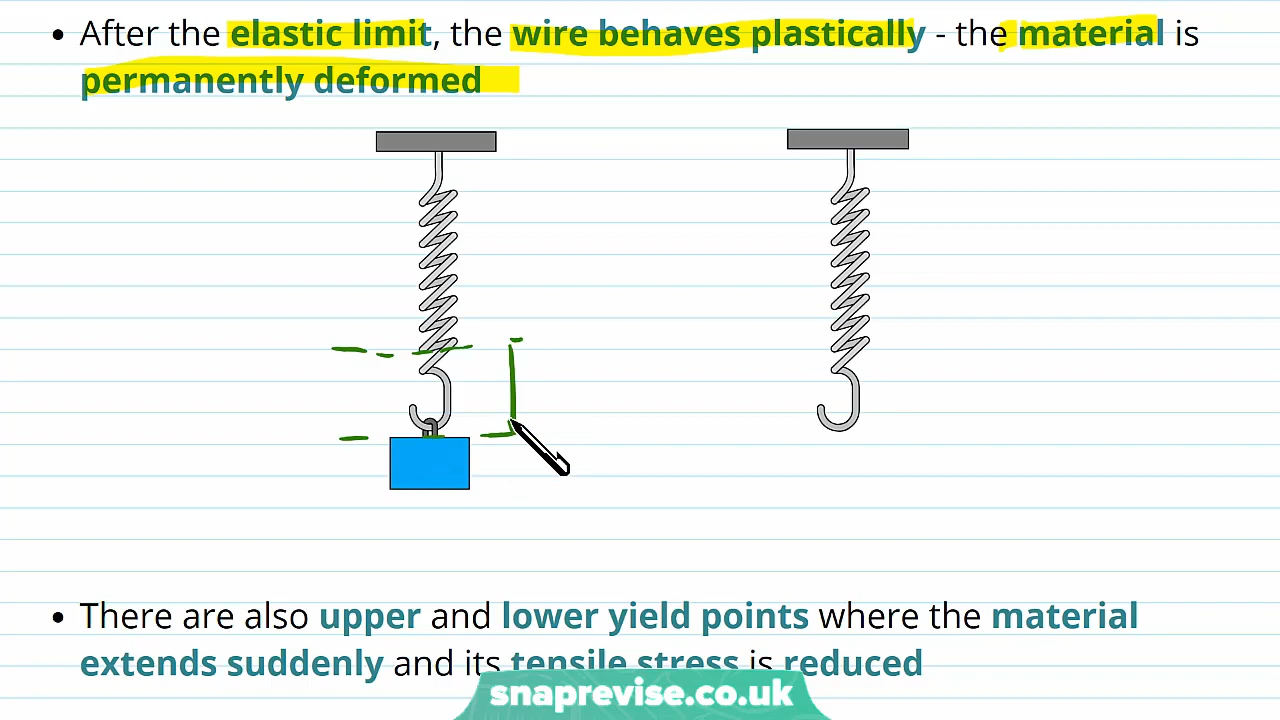 • After the elastic limit, the wire behaves plastically - the material is
permanently deformed
• There are also upper and lower yield points where the material
extends suddenly and its tensile stress is reduced
snaprevise.co.uk